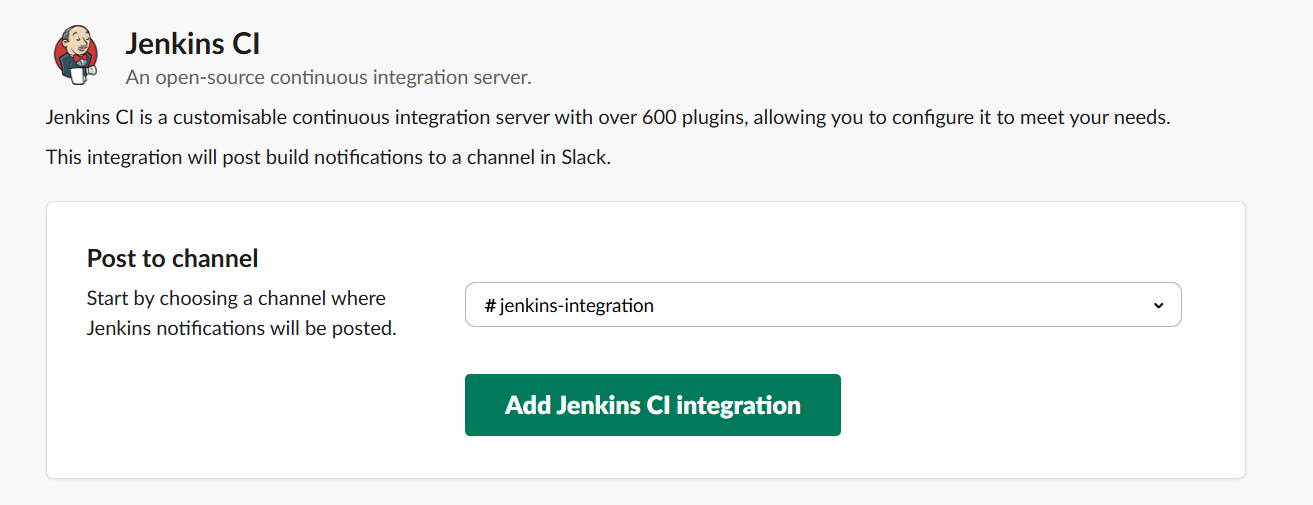 Jenkins CI
An open-source continuous integration server.
Jenkins CI is a customisable continuous integration server with over 600 plugins, allowing you to configure it to meet your needs.
This integration will post build notifications to a channel in Slack.
Post to channel
Start by choosing a channel where
Jenkins notifications will be posted.
# jenkins-integration
Add Jenkins CI integration